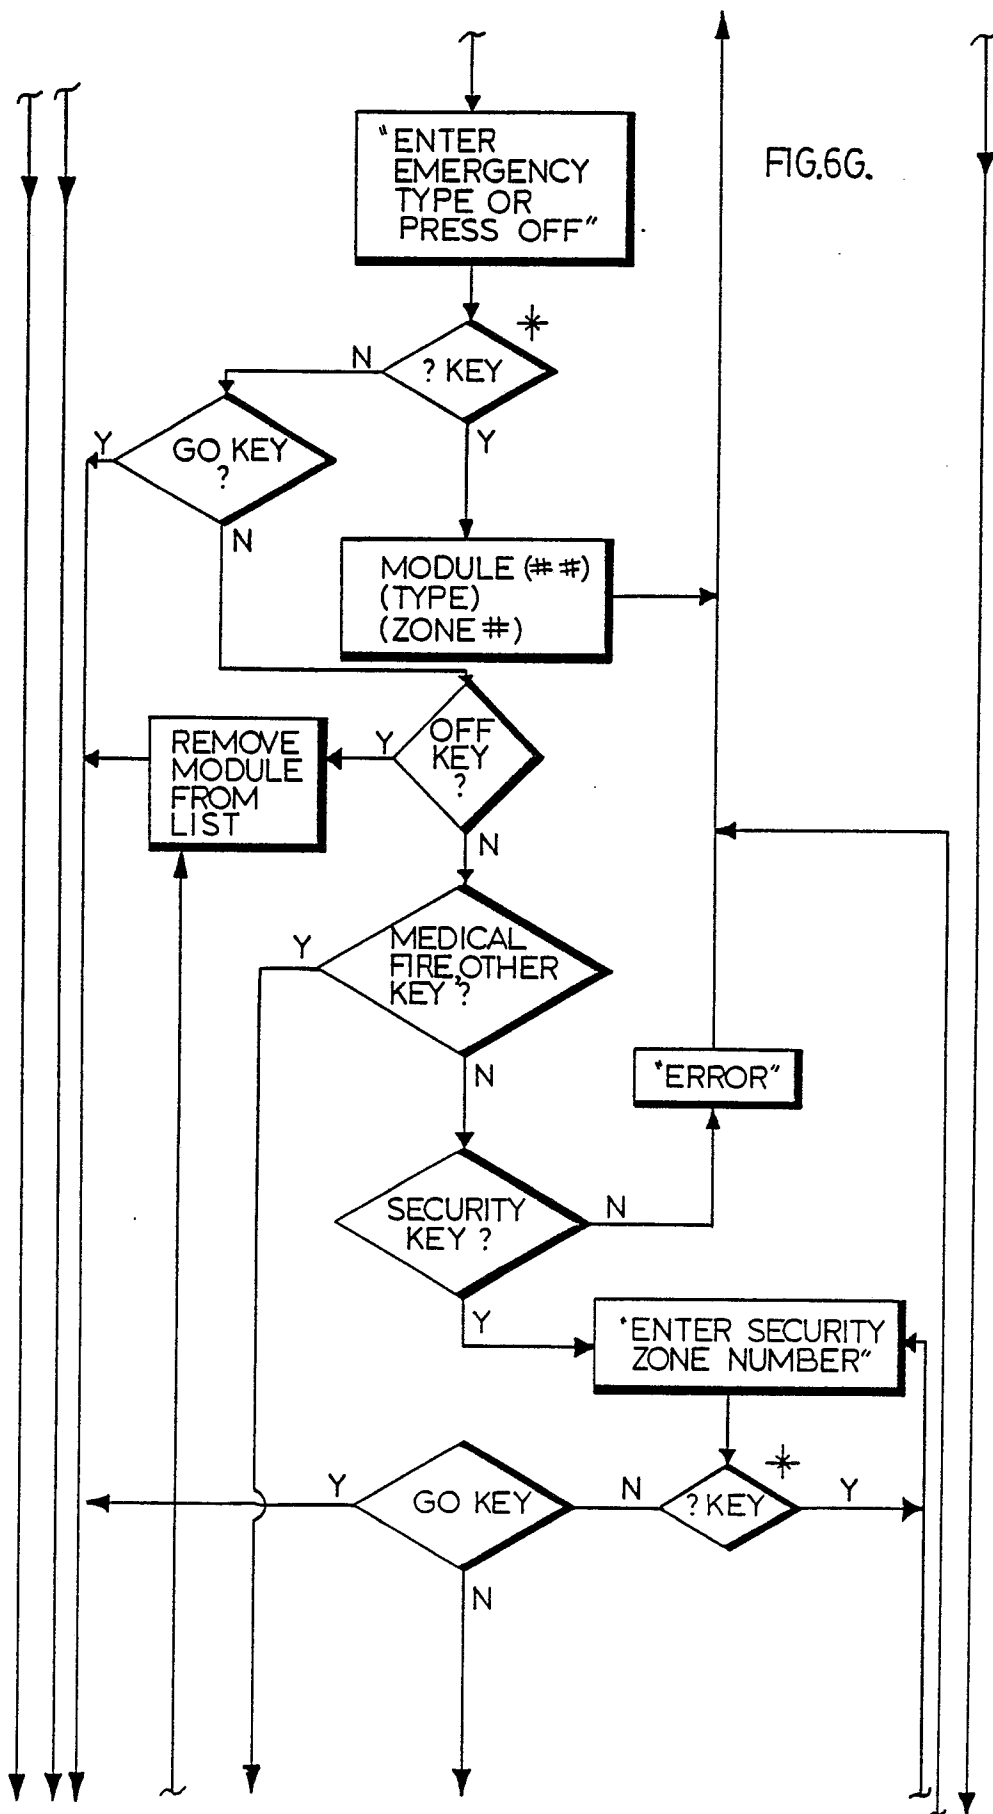 FIG.6G.
"ENTER
EMERGENCY
TYPE OR
PRESS OFF"
*
? KEY
N
Y
GO KEY
?
Y
N
MODULE (##)
(TYPE)
(ZONE #)
OFF
KEY
?
Y
N
REMOVE
MODULE
FROM
LIST
MEDICAL
FIRE, OTHER
KEY ?
Y
N
"ERROR"
SECURITY
KEY ?
N
Y
"ENTER SECURITY
ZONE NUMBER"
*
? KEY
N
Y
GO KEY
Y
N